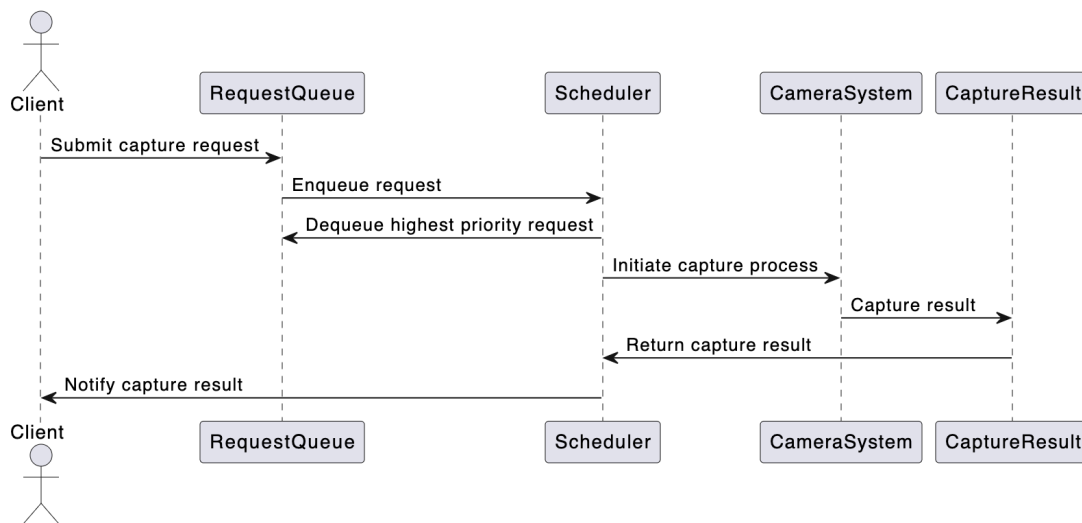 Client
RequestQueue
Scheduler
CameraSystem
CaptureResult
Submit capture request
Enqueue request
Dequeue highest priority request
Initiate capture process
Capture result
Return capture result
Notify capture result
Client
RequestQueue
Scheduler
CameraSystem
CaptureResult